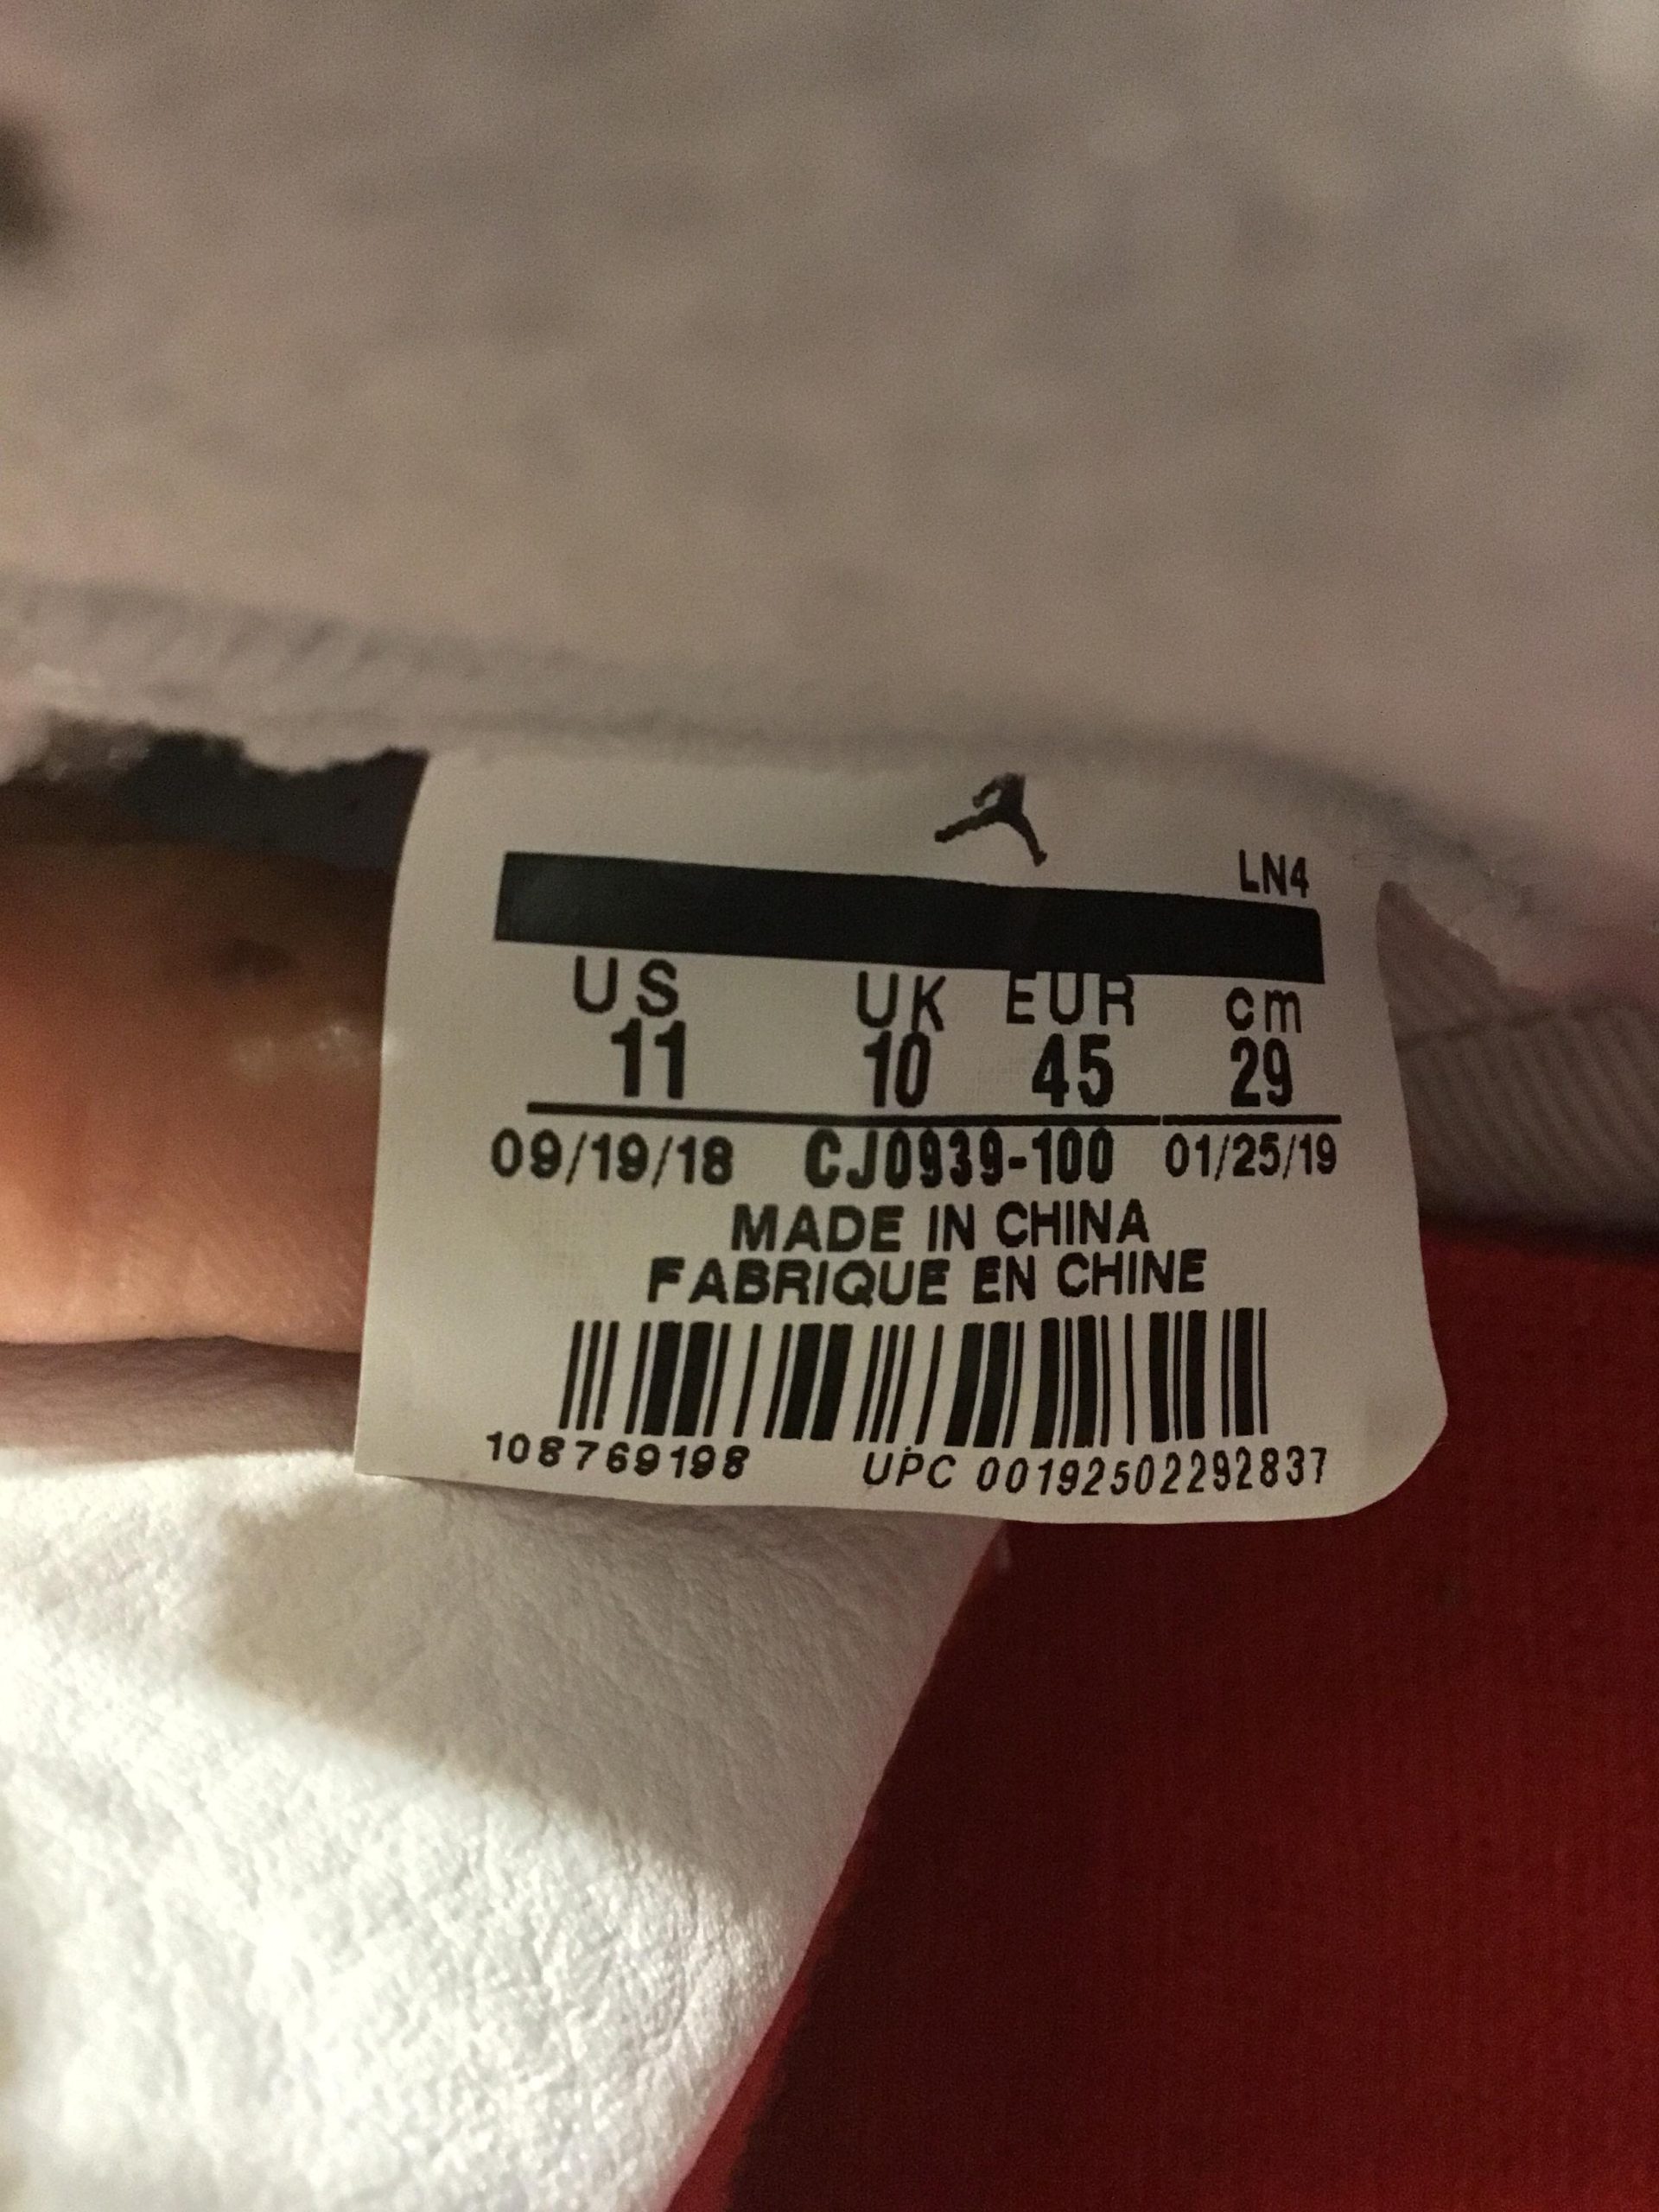 LN4
US UK EUR cm
11 10 45 29
09/19/18 CJ0939-100 01/25/19
MADE IN CHINA
FABRIQUE EN CHINE
108769198 UPC 00192502292837